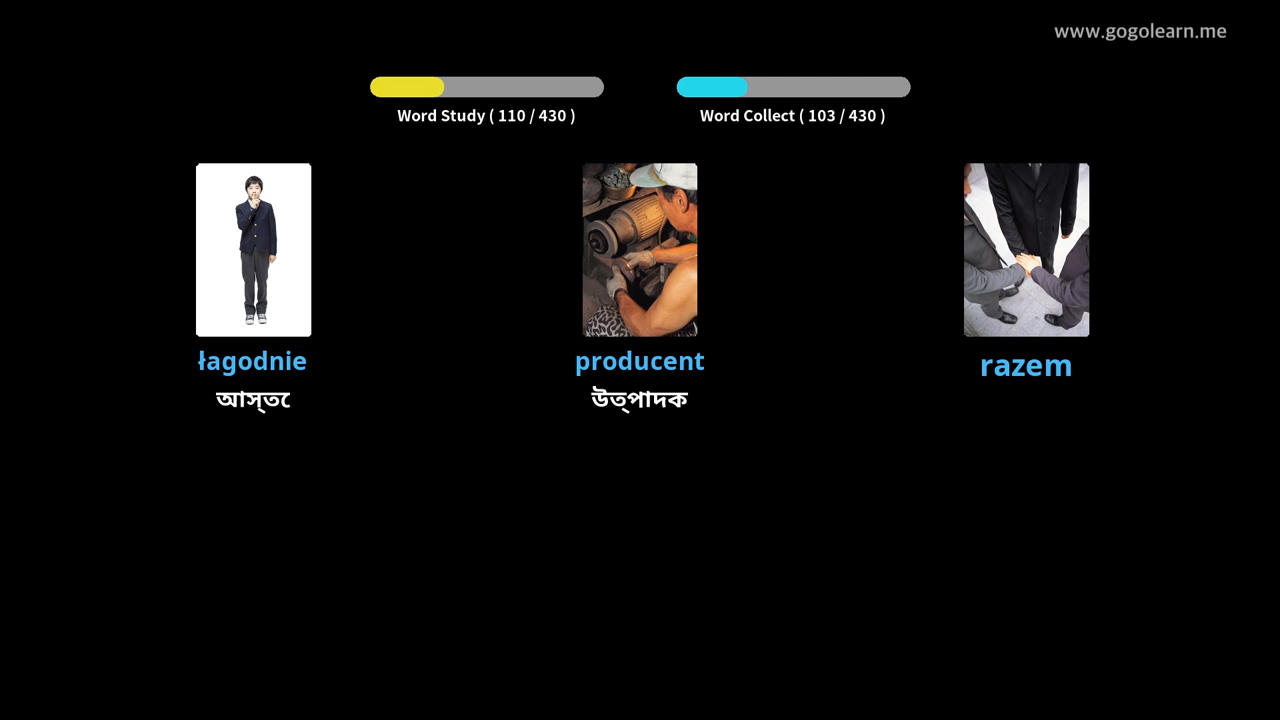 www.gogolearn.me
Word Study ( 110 / 430 )
Word Collect ( 103 / 430 )
łagodnie
producent
razem
আস্তে
উত্পাদক